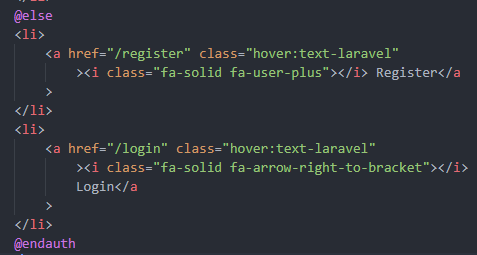 @else
<li>
    <a href="/register" class="hover:text-laravel"
        ><i class="fa-solid fa-user-plus"></i> Register</a
    >
</li>
<li>
    <a href="/login" class="hover:text-laravel"
        ><i class="fa-solid fa-arrow-right-to-bracket"></i>
        Login</a
    >
</li>
@endauth